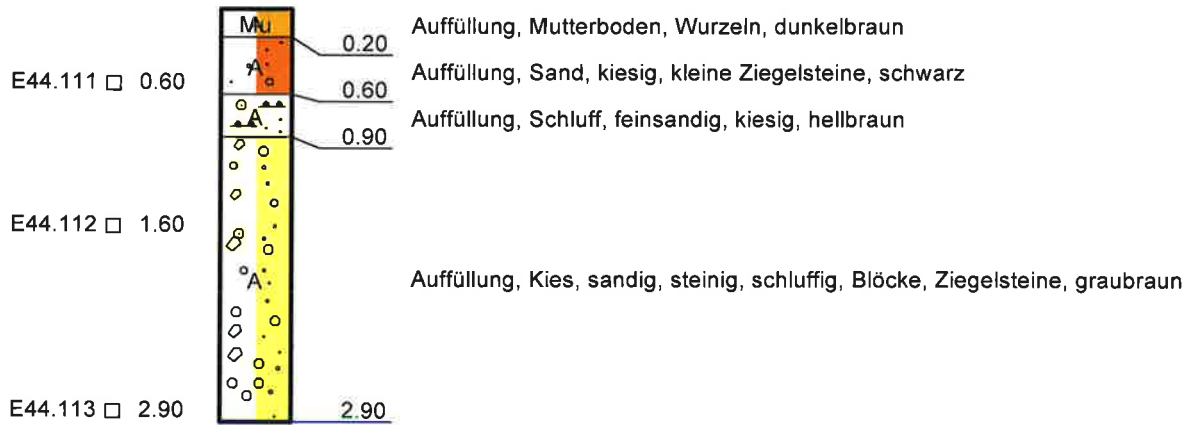 Mu
Auffüllung, Mutterboden, Wurzeln, dunkelbraun
0.20
E44.111 □ 0.60
A
Auffüllung, Sand, kiesig, kleine Ziegelsteine, schwarz
0.60
A
Auffüllung, Schluff, feinsandig, kiesig, hellbraun
0.90
E44.112 □ 1.60
A
Auffüllung, Kies, sandig, steinig, schluffig, Blöcke, Ziegelsteine, graubraun
E44.113 □ 2.90
2.90